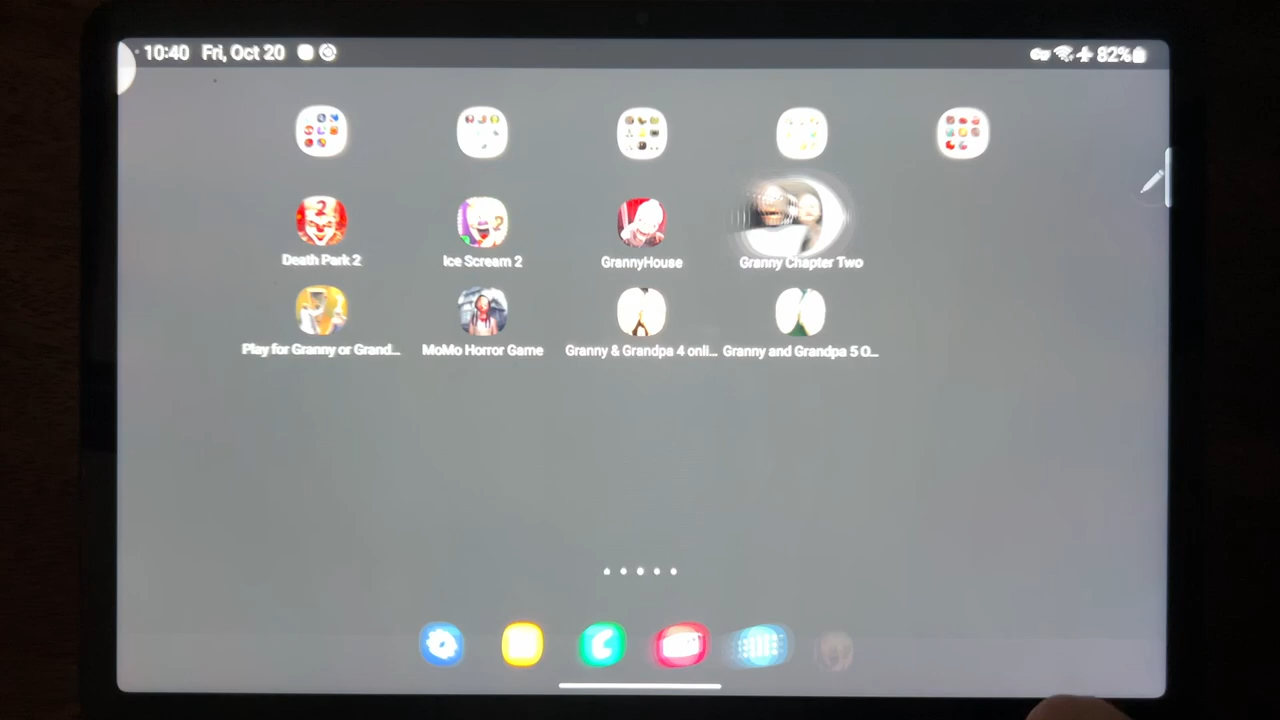 10:40 Fri, Oct 20 82%
Death Park 2
Ice Scream 2
GrannyHouse
Granny Chapter Two
Play for Granny or Grand...
MoMo Horror Game
Granny & Grandpa 4 onli...
Granny and Grandpa 5 O...